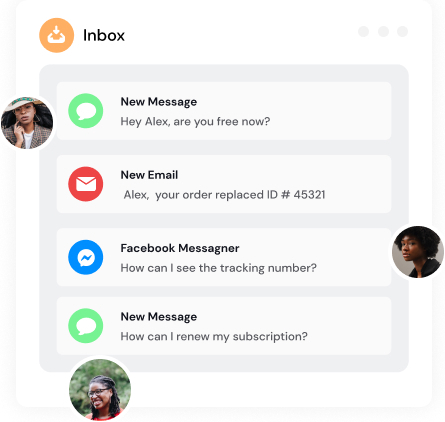 Inbox
New Message
Hey Alex, are you free now?
New Email
Alex, your order replaced ID # 45321
Facebook Messagner
How can I see the tracking number?
New Message
How can I renew my subscription?